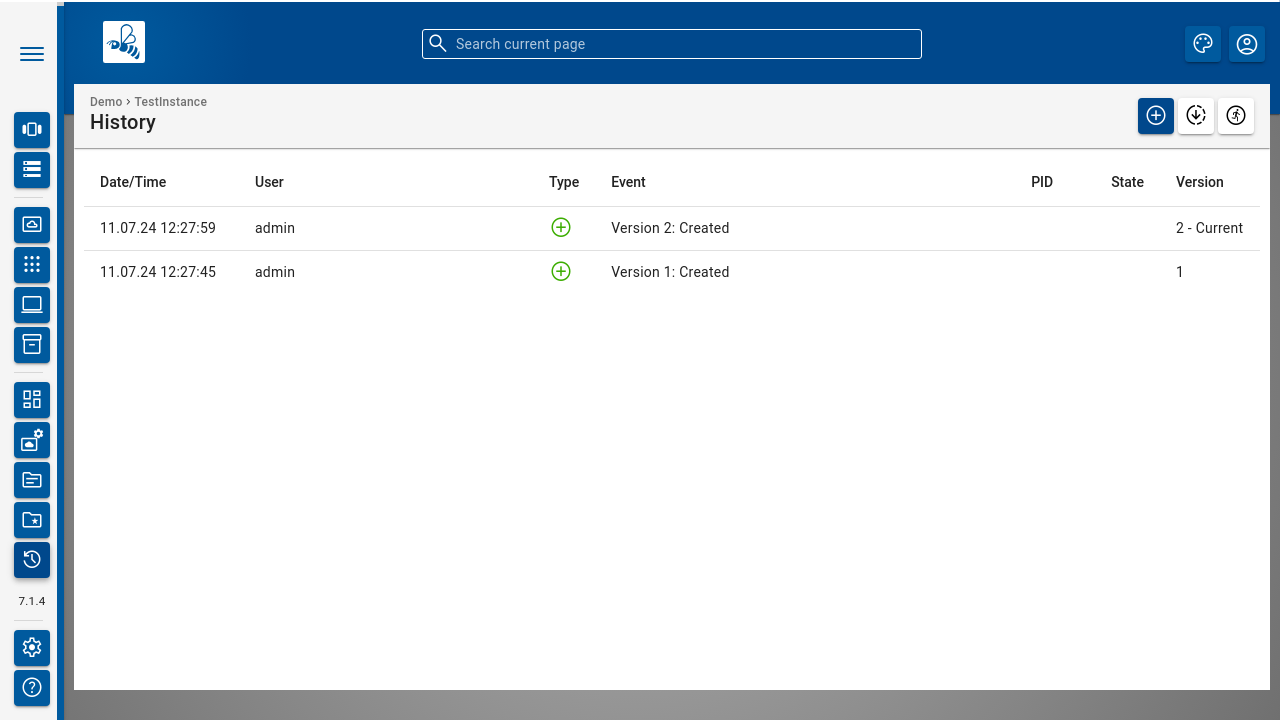 Search current page
Demo › TestInstance
History
Date/Time User Type Event PID State Version
11.07.24 12:27:59 admin Version 2: Created 2 - Current
11.07.24 12:27:45 admin Version 1: Created 1
7.1.4